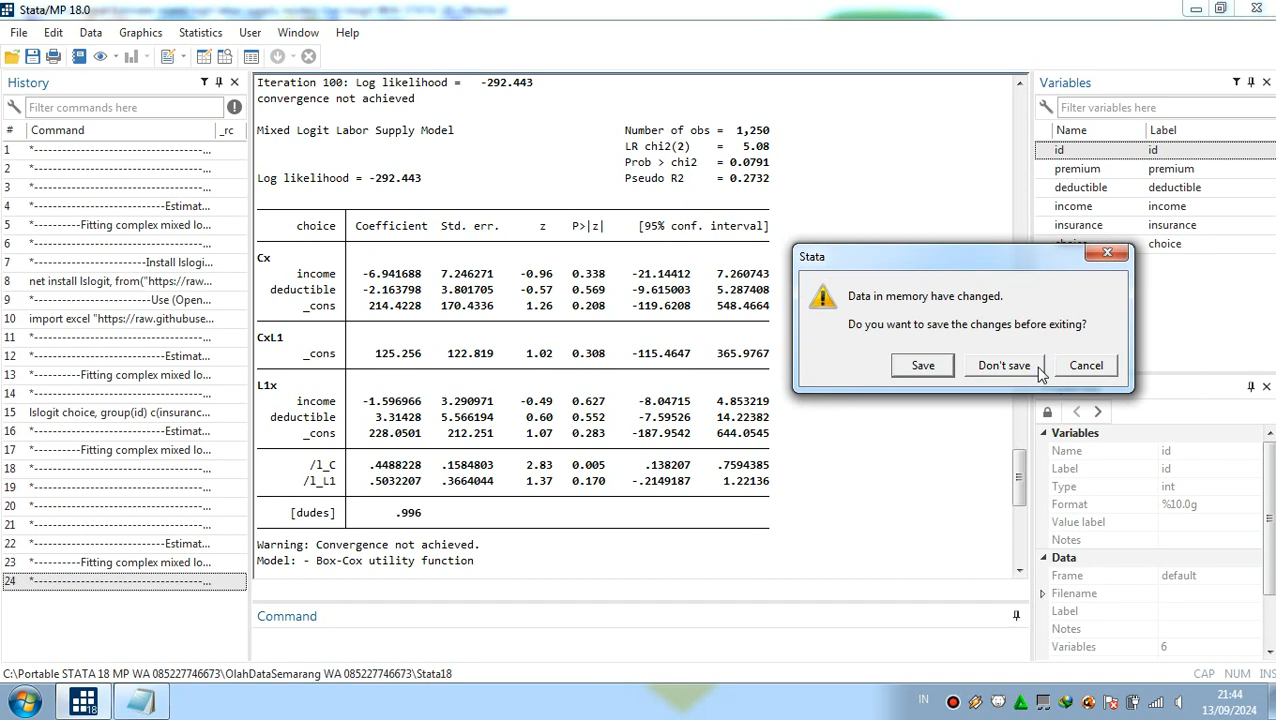 Stata/MP 18.0
File Edit Data Graphics Statistics User Window Help
History
Filter commands here
# Command _rc
1 *----------------------------------...
2 *----------------------------------...
3 *----------------------------------...
4 *---------------------------Estimat...
5 *---------Fitting complex mixed lo...
6 *----------------------------------...
7 *----------------------Install lslogi...
8 net install lslogit, from("https://raw...
9 *--------------------------Use (Open...
10 import excel "https://raw.githubuse...
11 *----------------------------------...
12 *---------------------------Estimat...
13 *---------Fitting complex mixed lo...
14 *----------------------------------...
15 lslogit choice, group(id) c(insuranc...
16 *---------------------------Estimat...
17 *---------Fitting complex mixed lo...
18 *----------------------------------...
19 *----------------------------------...
20 *----------------------------------...
21 *----------------------------------...
22 *---------------------------Estimat...
23 *---------Fitting complex mixed lo...
24 *----------------------------------...
Iteration 100: Log likelihood = -292.443
convergence not achieved
Mixed Logit Labor Supply Model Number of obs = 1,250
LR chi2(2) = 5.08
Prob > chi2 = 0.0791
Log likelihood = -292.443 Pseudo R2 = 0.2732
choice Coefficient Std. err. z P>|z| [95% conf. interval]
Cx
income -6.941688 7.246271 -0.96 0.338 -21.14412 7.260743
deductible -2.163798 3.801705 -0.57 0.569 -9.615003 5.287408
_cons 214.4228 170.4336 1.26 0.208 -119.6208 548.4664
CxL1
_cons 125.256 122.819 1.02 0.308 -115.4647 365.9767
L1x
income -1.596966 3.290971 -0.49 0.627 -8.04715 4.853219
deductible 3.31428 5.566194 0.60 0.552 -7.59526 14.22382
_cons 228.0501 212.251 1.07 0.283 -187.9542 644.0545
/l_C .4488228 .1584803 2.83 0.005 .138207 .7594385
/l_L1 .5032207 .3664044 1.37 0.170 -.2149187 1.22136
[dudes] .996
Warning: Convergence not achieved.
Model: - Box-Cox utility function
Command
Variables
Filter variables here
Name Label
id id
premium premium
deductible deductible
income income
insurance insurance
choice
Stata
Data in memory have changed.
Do you want to save the changes before exiting?
Save Don't save Cancel
Variables
Name id
Label id
Type int
Format %10.0g
Value label
Notes
Data
Frame default
Filename
Label
Notes
Variables 6
C:\Portable STATA 18 MP WA 085227746673\OlahDataSemarang\Stata18
CAP NUM INS
18
IN
21:44
13/09/2024